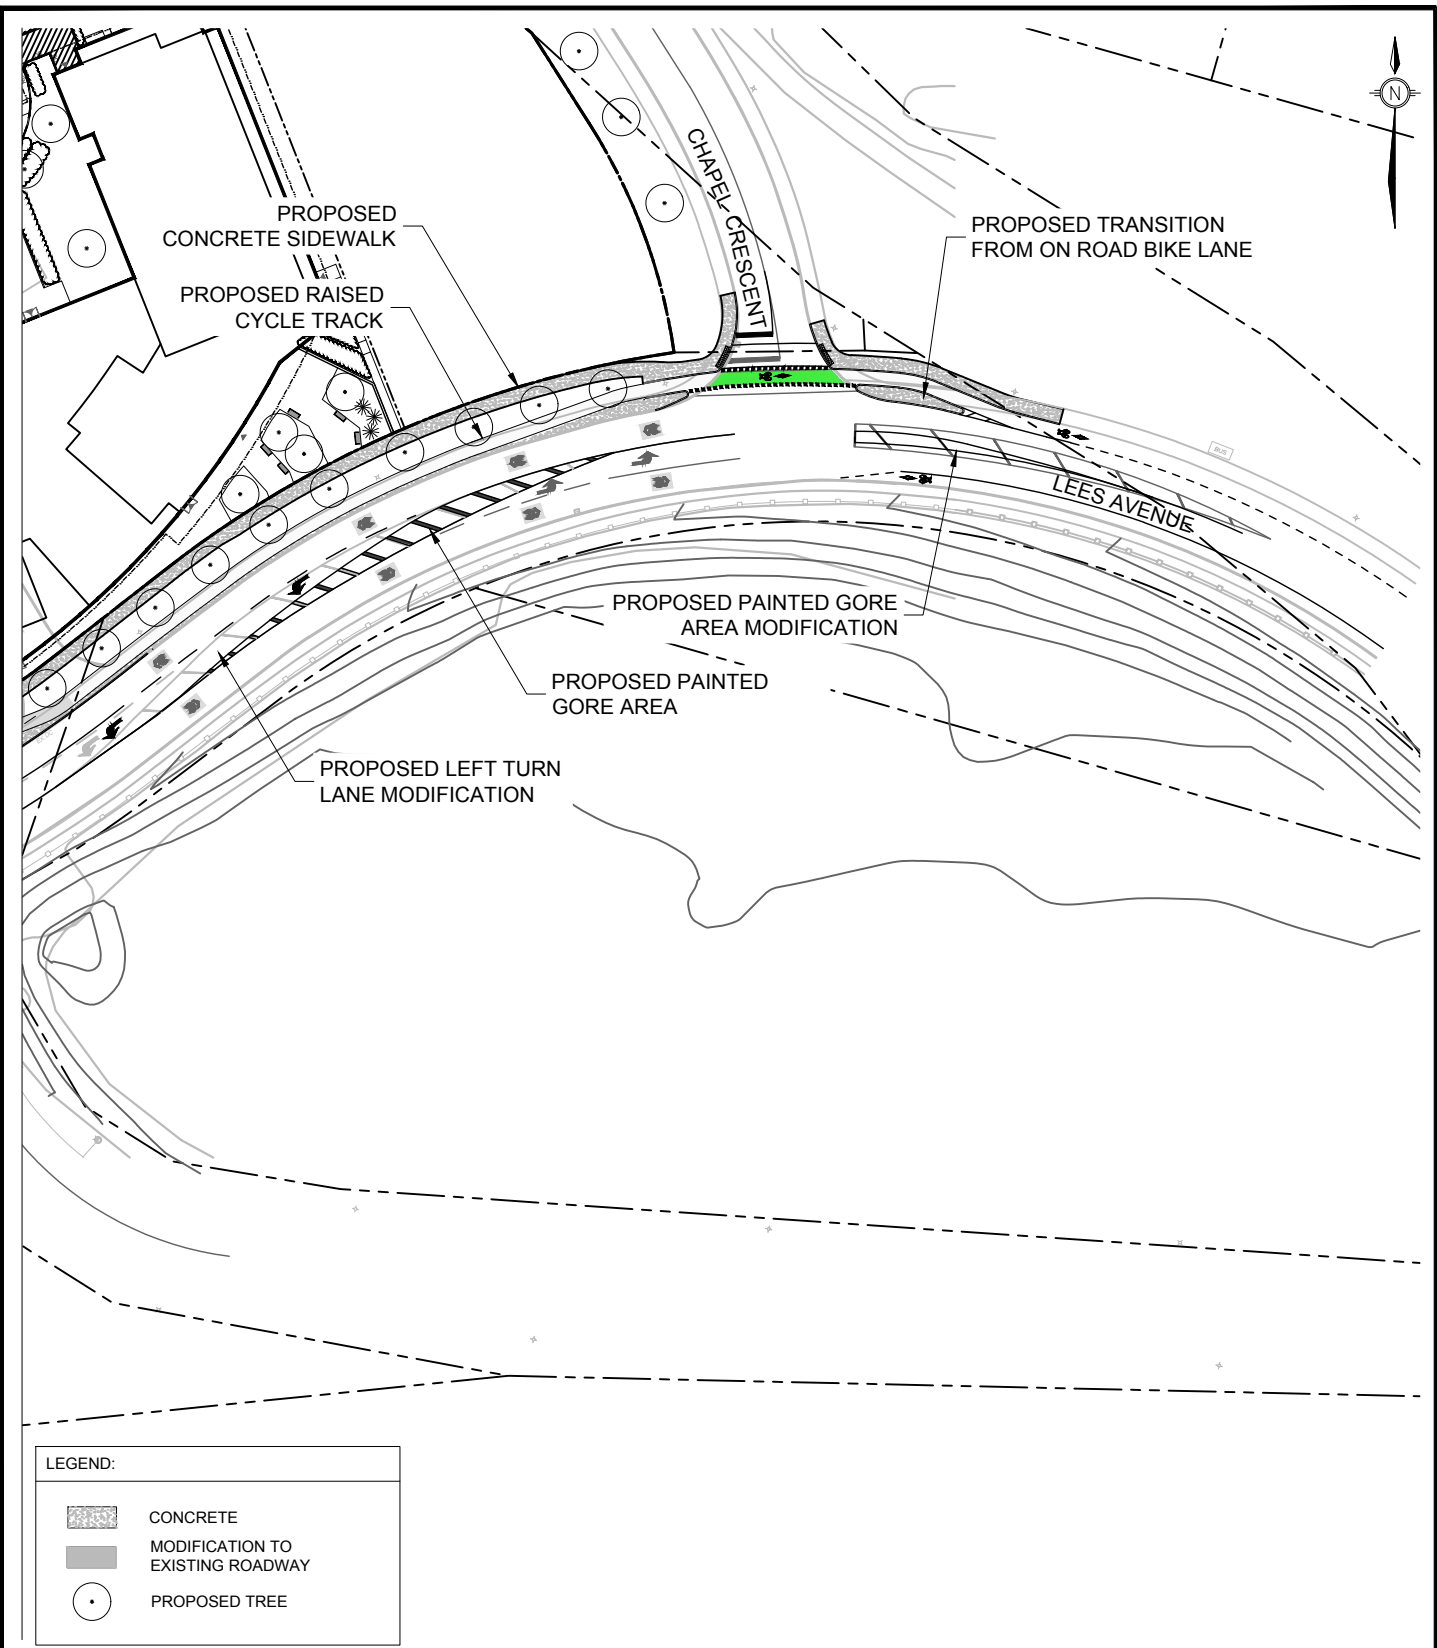 N
CHAPEL CRESCENT
PROPOSED
CONCRETE SIDEWALK
PROPOSED TRANSITION
FROM ON ROAD BIKE LANE
PROPOSED RAISED
CYCLE TRACK
BUS
LEES AVENUE
PROPOSED PAINTED GORE
AREA MODIFICATION
PROPOSED PAINTED
GORE AREA
PROPOSED LEFT TURN
LANE MODIFICATION
LEGEND:
CONCRETE
MODIFICATION TO
EXISTING ROADWAY
PROPOSED TREE